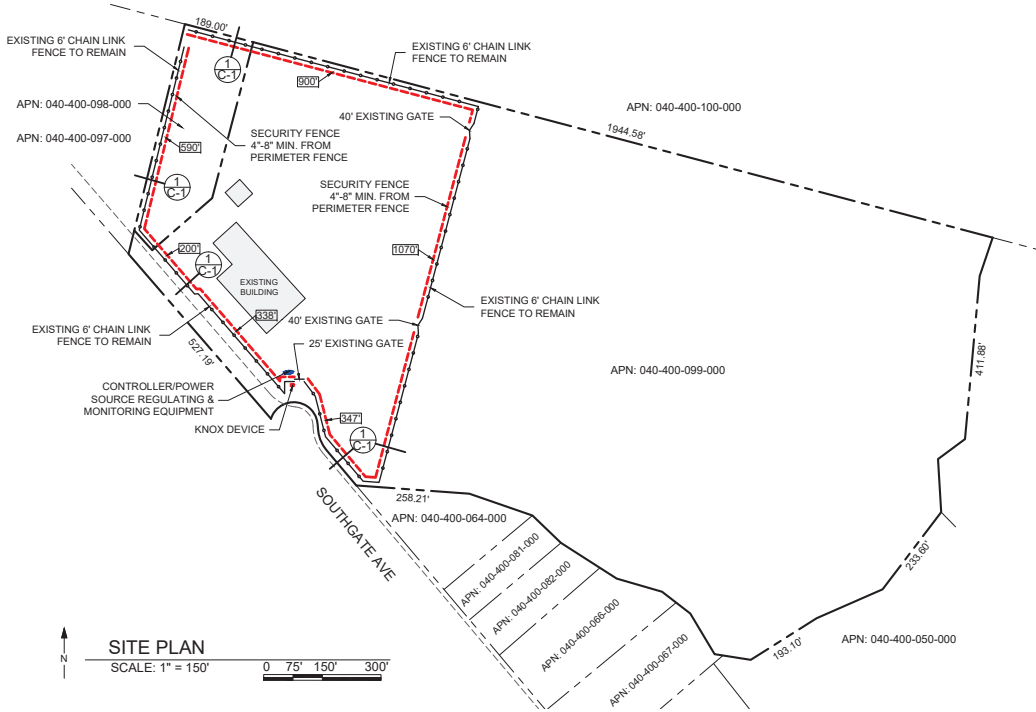 189.00'
EXISTING 6' CHAIN LINK
FENCE TO REMAIN
1
C-1
EXISTING 6' CHAIN LINK
FENCE TO REMAIN
900'
APN: 040-400-098-000
APN: 040-400-097-000
590'
SECURITY FENCE
4"-8" MIN. FROM
PERIMETER FENCE
40' EXISTING GATE
APN: 040-400-100-000
1944.58'
1
C-1
SECURITY FENCE
4"-8" MIN. FROM
PERIMETER FENCE
200'
1
C-1
1070'
EXISTING
BUILDING
EXISTING 6' CHAIN LINK
FENCE TO REMAIN
338'
40' EXISTING GATE
EXISTING 6' CHAIN LINK
FENCE TO REMAIN
527.19'
25' EXISTING GATE
APN: 040-400-099-000
411.88'
CONTROLLER/POWER
SOURCE REGULATING &
MONITORING EQUIPMENT
KNOX DEVICE
347'
1
C-1
258.21'
SOUTHGATE AVE
APN: 040-400-064-000
APN: 040-400-081-000
APN: 040-400-082-000
APN: 040-400-066-000
APN: 040-400-067-000
233.60'
193.10'
APN: 040-400-050-000
N
SITE PLAN
SCALE: 1" = 150'
0 75' 150' 300'